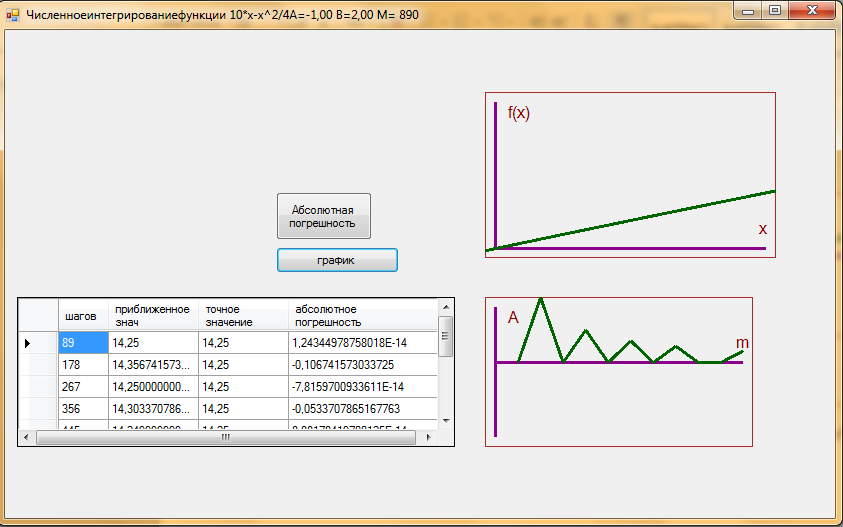 Численноеинтегрированиефункции 10*x-x^2/4A=-1,00 B=2,00 M= 890
f(x)
x
Абсолютная
погрешность
график
шагов приближенное знач точное значение абсолютное погрешность
89 14,25 14,25 1,24344978758018E-14
178 14,356741573... 14,25 -0,106741573033725
267 14,250000000... 14,25 -7,8159700933611E-14
356 14,303370786... 14,25 -0,0533707865167763
A
m